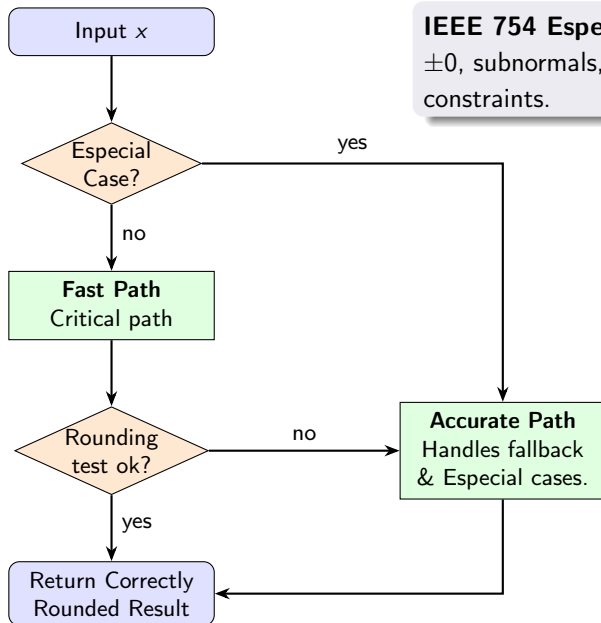 Input x
IEEE 754
±0, subnormals,
constraints.
Especial
Case?
yes
no
Fast Path
Critical path
Rounding
test ok?
no
Accurate Path
Handles fallback
& Especial cases.
yes
Return Correctly
Rounded Result